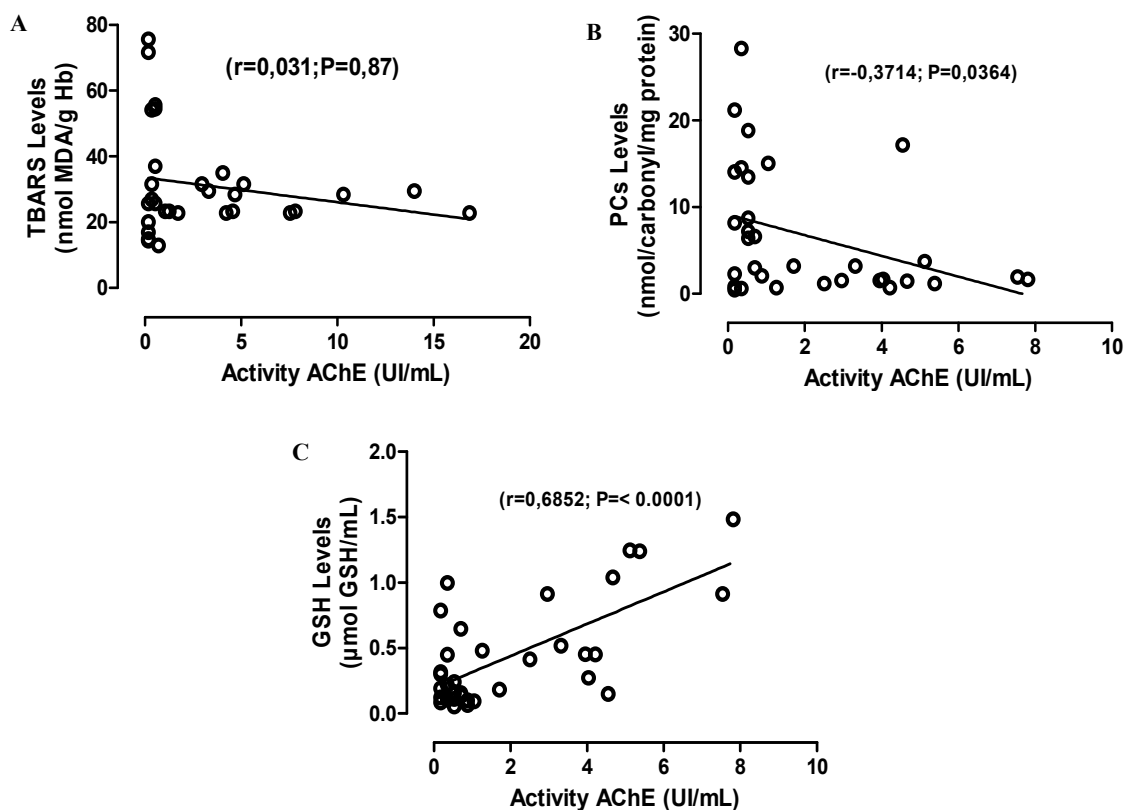 A
TBARS Levels
(nmol MDA/g Hb)
80
60
40
20
0
(r=0,031;P=0,87)
0 5 10 15 20
Activity AChE (UI/mL)
B
PCs Levels
(nmol/carbonyl/mg protein)
30
20
10
0
(r=-0,3714; P=0,0364)
0 2 4 6 8 10
Activity AChE (UI/mL)
C
GSH Levels
(µmol GSH/mL)
2.0
1.5
1.0
0.5
0.0
(r=0,6852; P=< 0.0001)
0 2 4 6 8 10
Activity AChE (UI/mL)